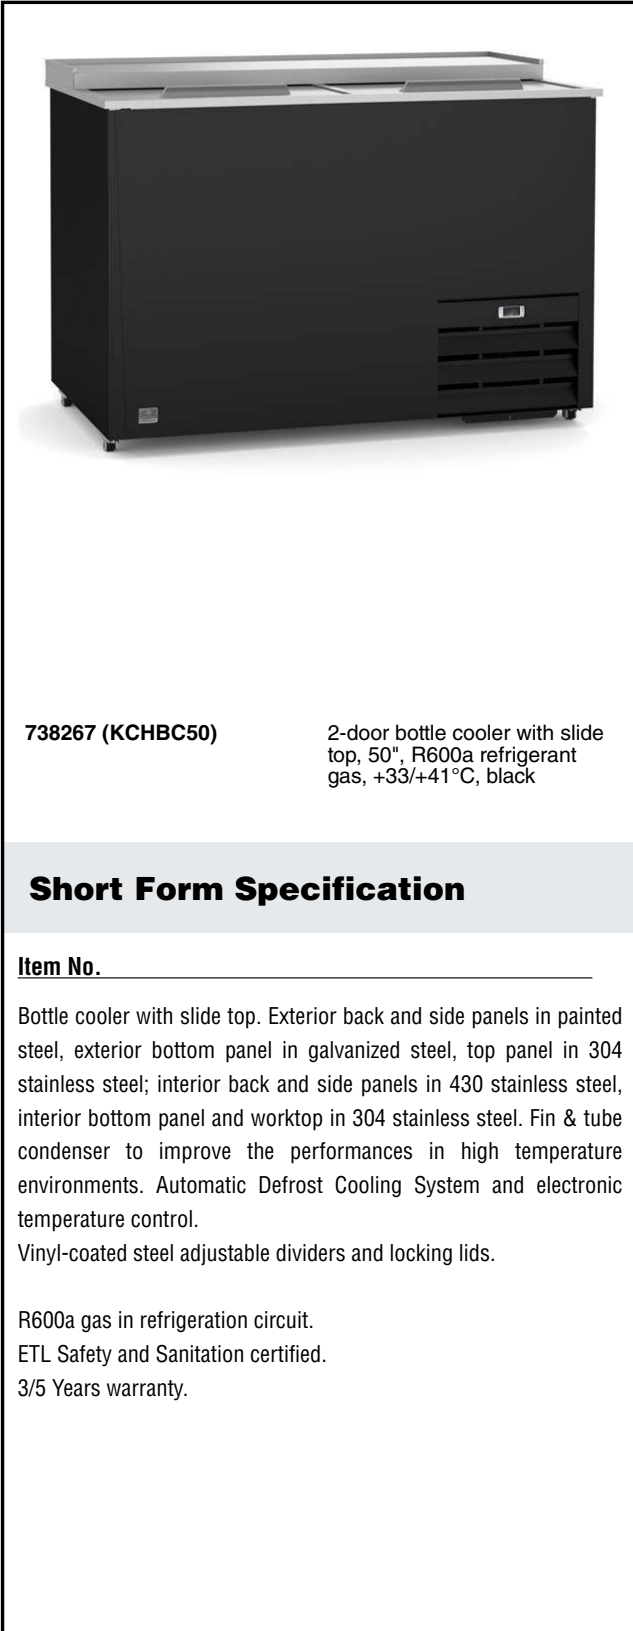 738267 (KCHBC50)
2-door bottle cooler with slide
top, 50", R600a refrigerant
gas, +33/+41°C, black
Short Form Specification
Item No.
Bottle cooler with slide top. Exterior back and side panels in painted
steel, exterior bottom panel in galvanized steel, top panel in 304
stainless steel; interior back and side panels in 430 stainless steel,
interior bottom panel and worktop in 304 stainless steel. Fin & tube
condenser to improve the performances in high temperature
environments. Automatic Defrost Cooling System and electronic
temperature control.
Vinyl-coated steel adjustable dividers and locking lids.
R600a gas in refrigeration circuit.
ETL Safety and Sanitation certified.
3/5 Years warranty.